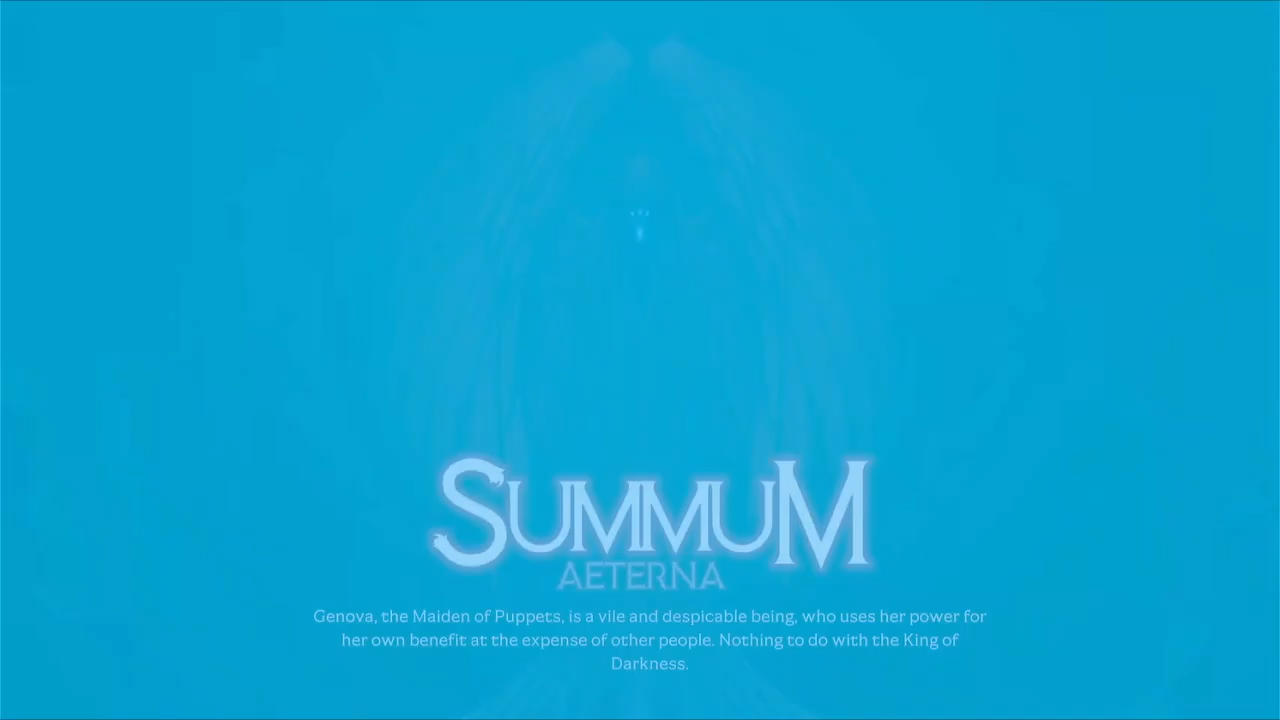 SUMMUM
AETERNA
Genova, the Maiden of Puppets, is a vile and despicable being, who uses her power for
her own benefit at the expense of other people. Nothing to do with the King of
Darkness.